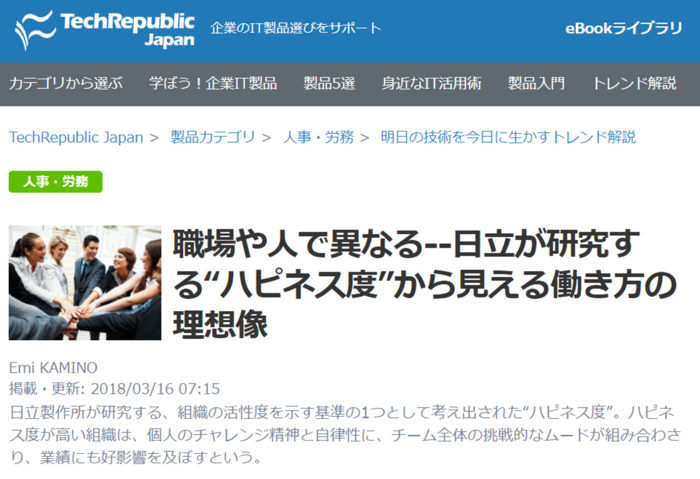 TechRepublic
Japan
企業のIT製品選びをサポート
eBookライブラリ
カテゴリから選ぶ 学ぼう！企業IT製品 製品5選 身近なIT活用術 製品入門 トレンド解説
TechRepublic Japan > 製品カテゴリ > 人事・労務 > 明日の技術を今日に生かすトレンド解説
人事・労務
職場や人で異なる--日立が研究す
る“ハピネス度”から見える働き方の
理想像
Emi KAMINO
掲載・更新: 2018/03/16 07:15
日立製作所が研究する、組織の活性度を示す基準の1つとして考え出された“ハピネス度”。ハピネ
ス度が高い組織は、個人のチャレンジ精神と自律性に、チーム全体の挑戦的なムードが組み合わさ
り、業績にも好影響を及ぼすという。